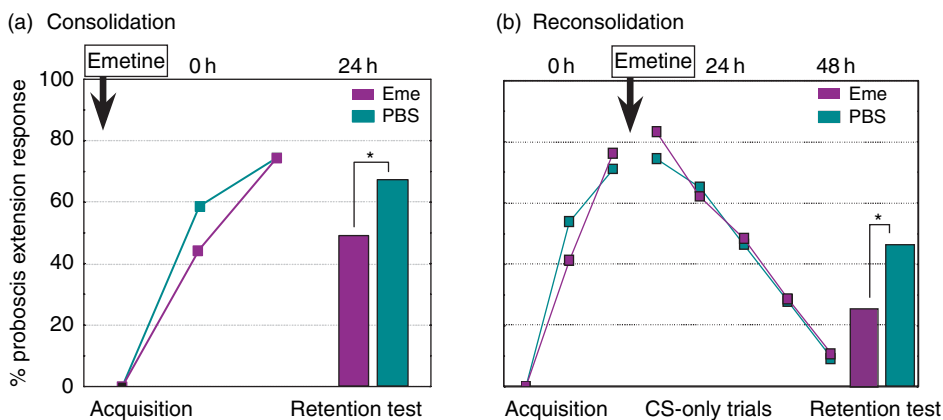 (a) Consolidation
Emetine
0 h
24 h
% proboscis extension response
100
80
60
40
20
0
Eme
PBS
*
Acquisition
Retention test
(b) Reconsolidation
Emetine
0 h
24 h
48 h
Eme
PBS
*
Acquisition
CS-only trials
Retention test